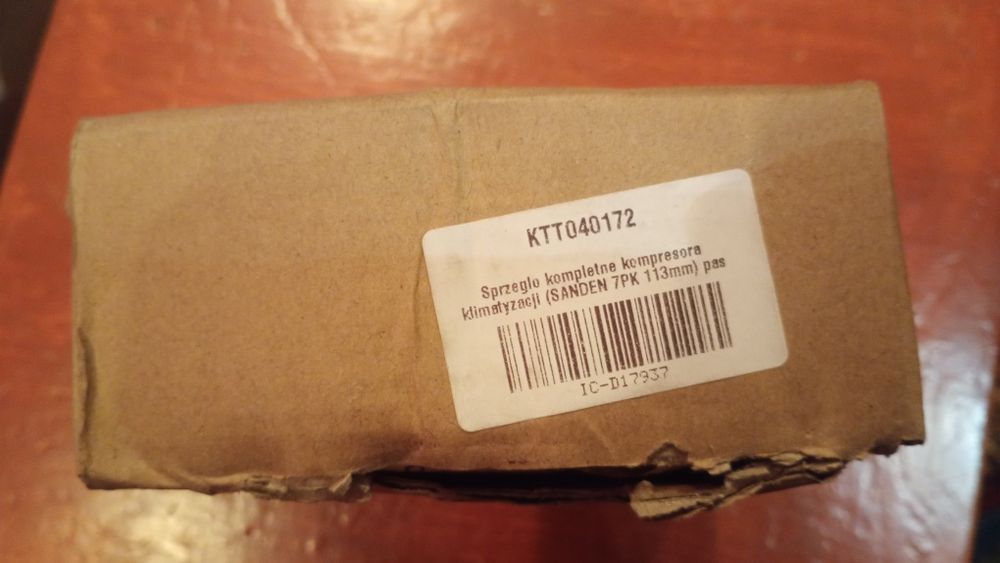 KTT040172
Sprzeglo kompletne kompresora
klimatyzacji (SANDEN 7PK 113mm) pas
IC-D17937